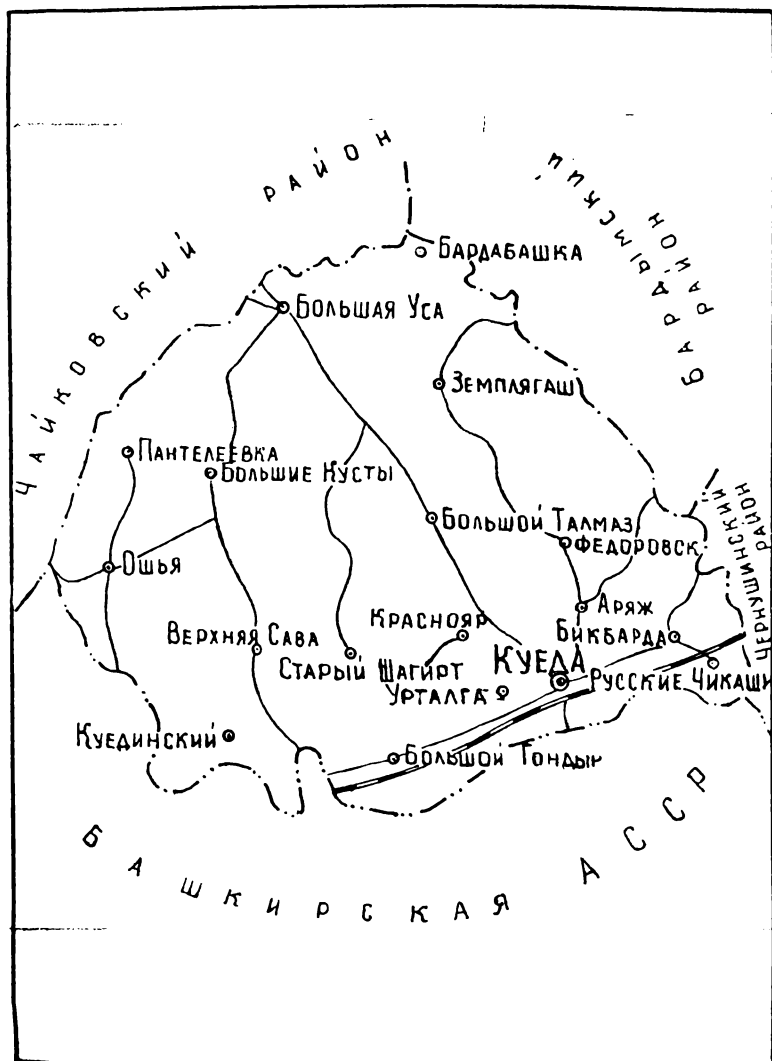 ЧАЙКОВСКИЙ РАЙОН
БАРДЫМСКИЙ
РАЙОН
БАРДАБАШКА
БОЛЬШАЯ УСА
ЗЕМПЛЯГАШ
ПАНТЕЛЕЕВКА
БОЛЬШИЕ КУСТЫ
ЧЕРНУШИНСКИЙ
РАЙОН
БОЛЬШОЙ ТАЛМАЗ
ФЕДОРОВСК
ОШЬЯ
АРЯЖ
КРАСНОЯР
БИКБАРДА
ВЕРХНЯЯ САВА
СТАРЫЙ ШАГИРТ
КУЕДА
РУССКИЕ ЧИКАШИ
УРТАЛГА
КУЕДИНСКИЙ
БОЛЬШОЙ ТОНДЫР
БАШКИРСКАЯ АССР